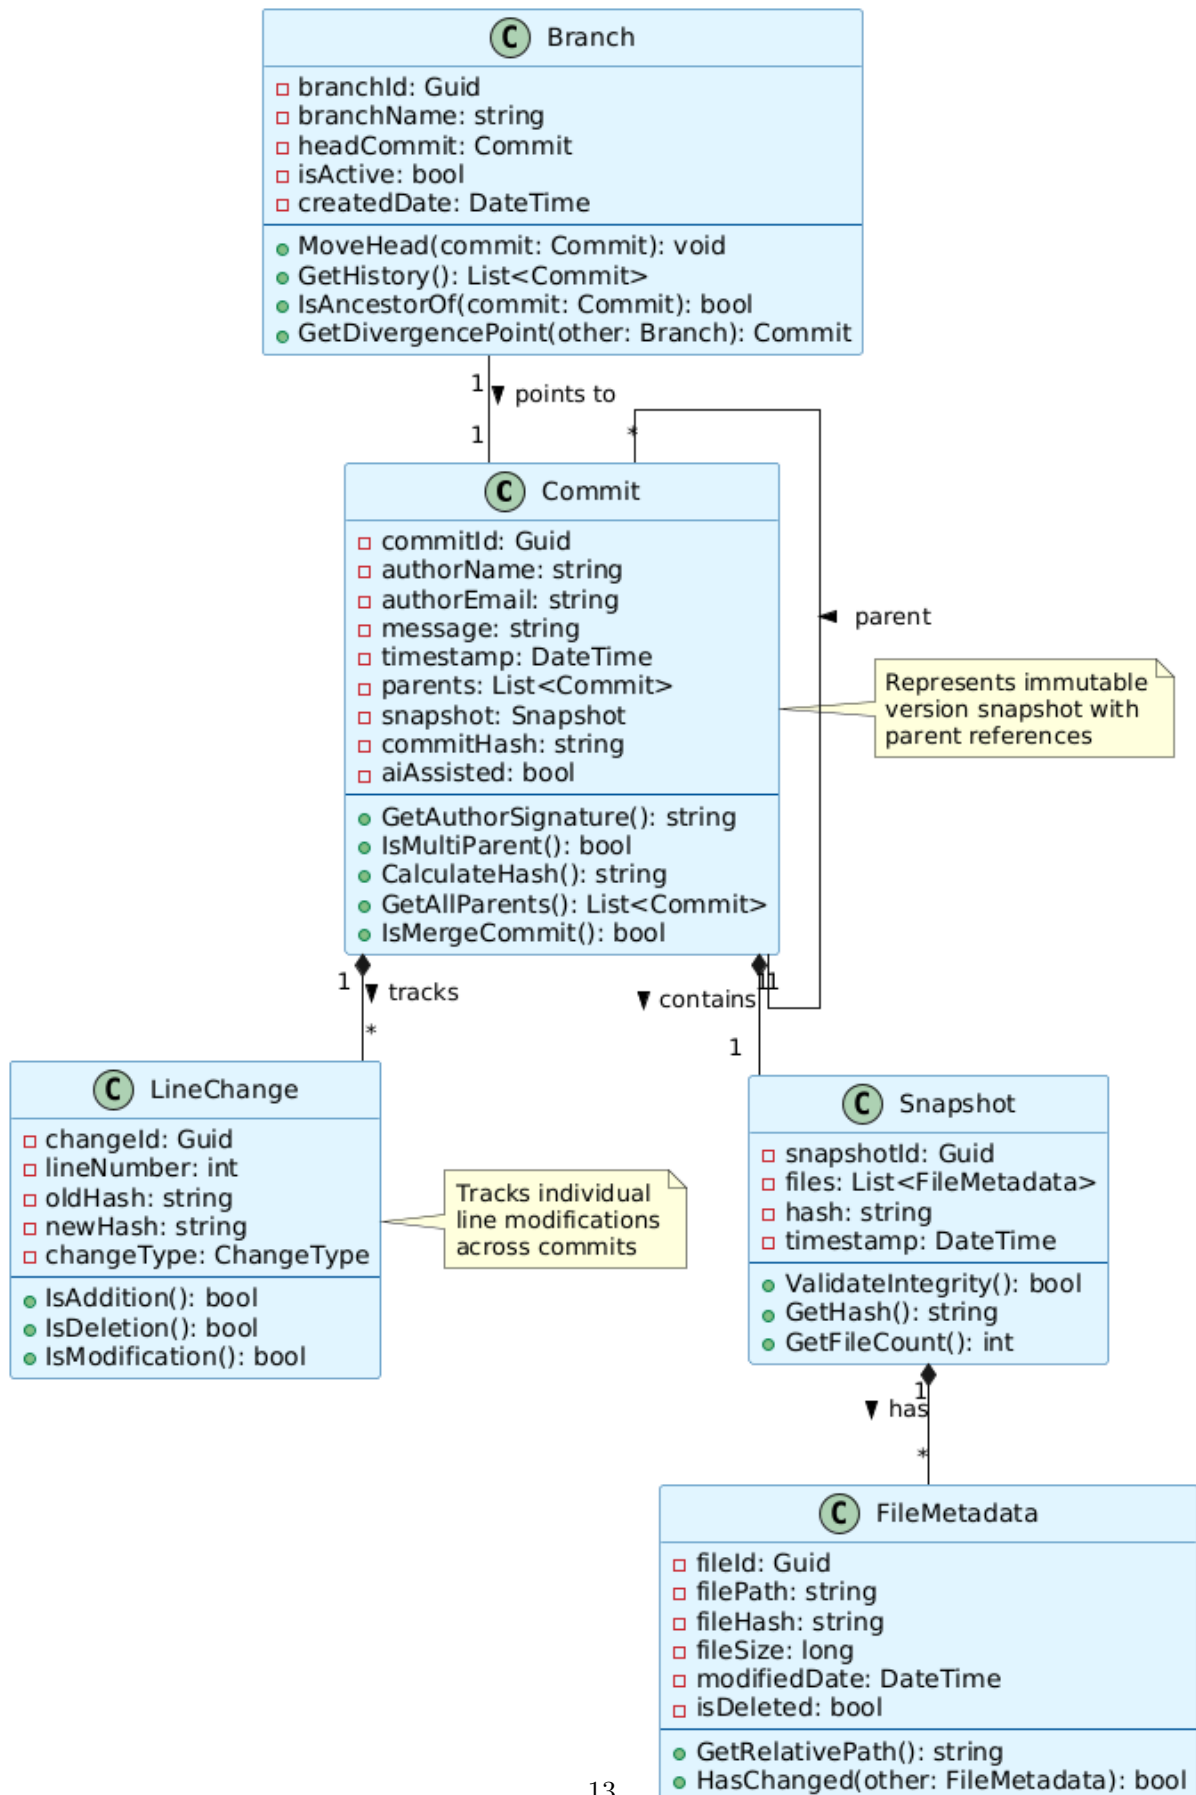 C Branch
branchId: Guid
branchName: string
headCommit: Commit
isActive: bool
createdDate: DateTime
MoveHead(commit: Commit): void
GetHistory(): List<Commit>
IsAncestorOf(commit: Commit): bool
GetDivergencePoint(other: Branch): Commit
1
points to
1
*
C Commit
commitId: Guid
authorName: string
authorEmail: string
message: string
timestamp: DateTime
parents: List<Commit>
snapshot: Snapshot
commitHash: string
aiAssisted: bool
GetAuthorSignature(): string
IsMultiParent(): bool
CalculateHash(): string
GetAllParents(): List<Commit>
IsMergeCommit(): bool
parent
Represents immutable
version snapshot with
parent references
1
tracks
*
1
1
contains
1
C LineChange
changeId: Guid
lineNumber: int
oldHash: string
newHash: string
changeType: ChangeType
IsAddition(): bool
IsDeletion(): bool
IsModification(): bool
Tracks individual
line modifications
across commits
C Snapshot
snapshotId: Guid
files: List<FileMetadata>
hash: string
timestamp: DateTime
ValidateIntegrity(): bool
GetHash(): string
GetFileCount(): int
1
has
*
C FileMetadata
fileId: Guid
filePath: string
fileHash: string
fileSize: long
modifiedDate: DateTime
isDeleted: bool
GetRelativePath(): string
HasChanged(other: FileMetadata): bool
13